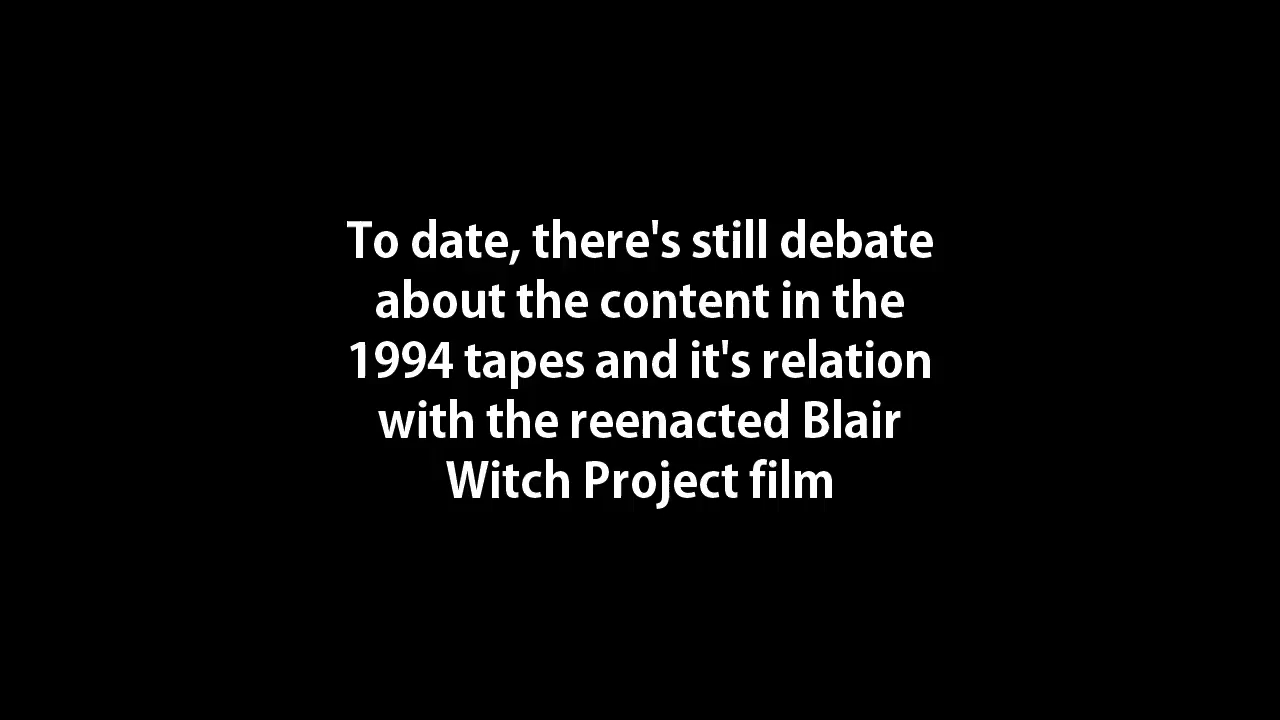 To date, there's still debate
about the content in the
1994 tapes and it's relation
with the reenacted Blair
Witch Project film